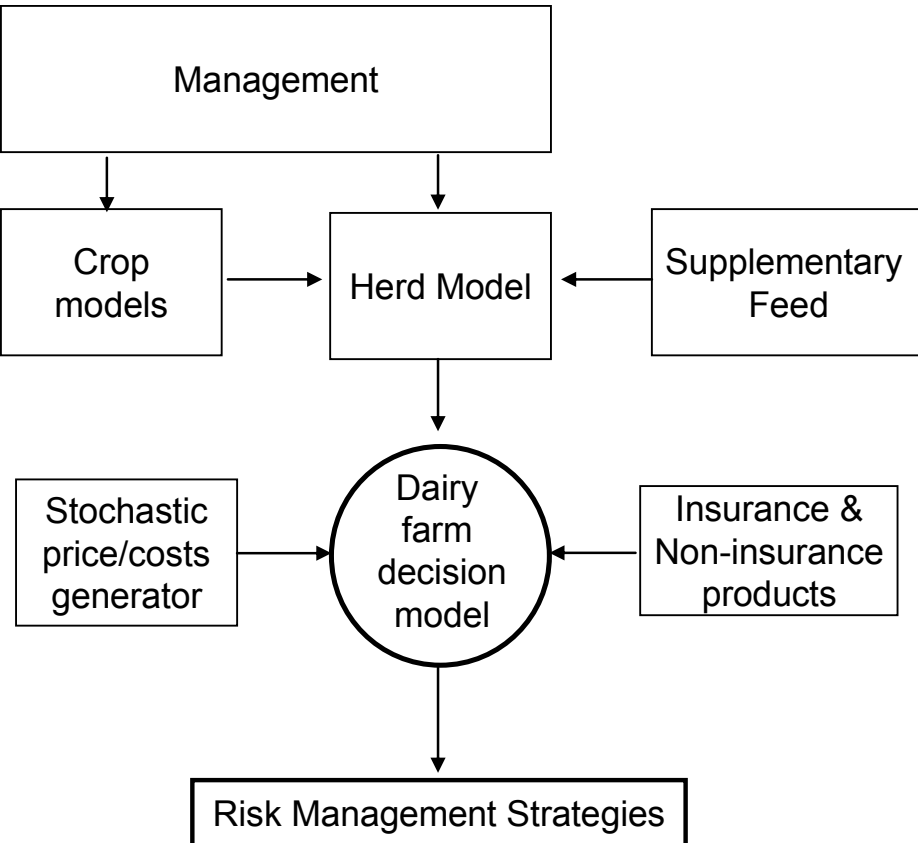 Management
Crop
models
Herd Model
Supplementary
Feed
Stochastic
price/costs
generator
Dairy
farm
decision
model
Insurance &
Non-insurance
products
Risk Management Strategies